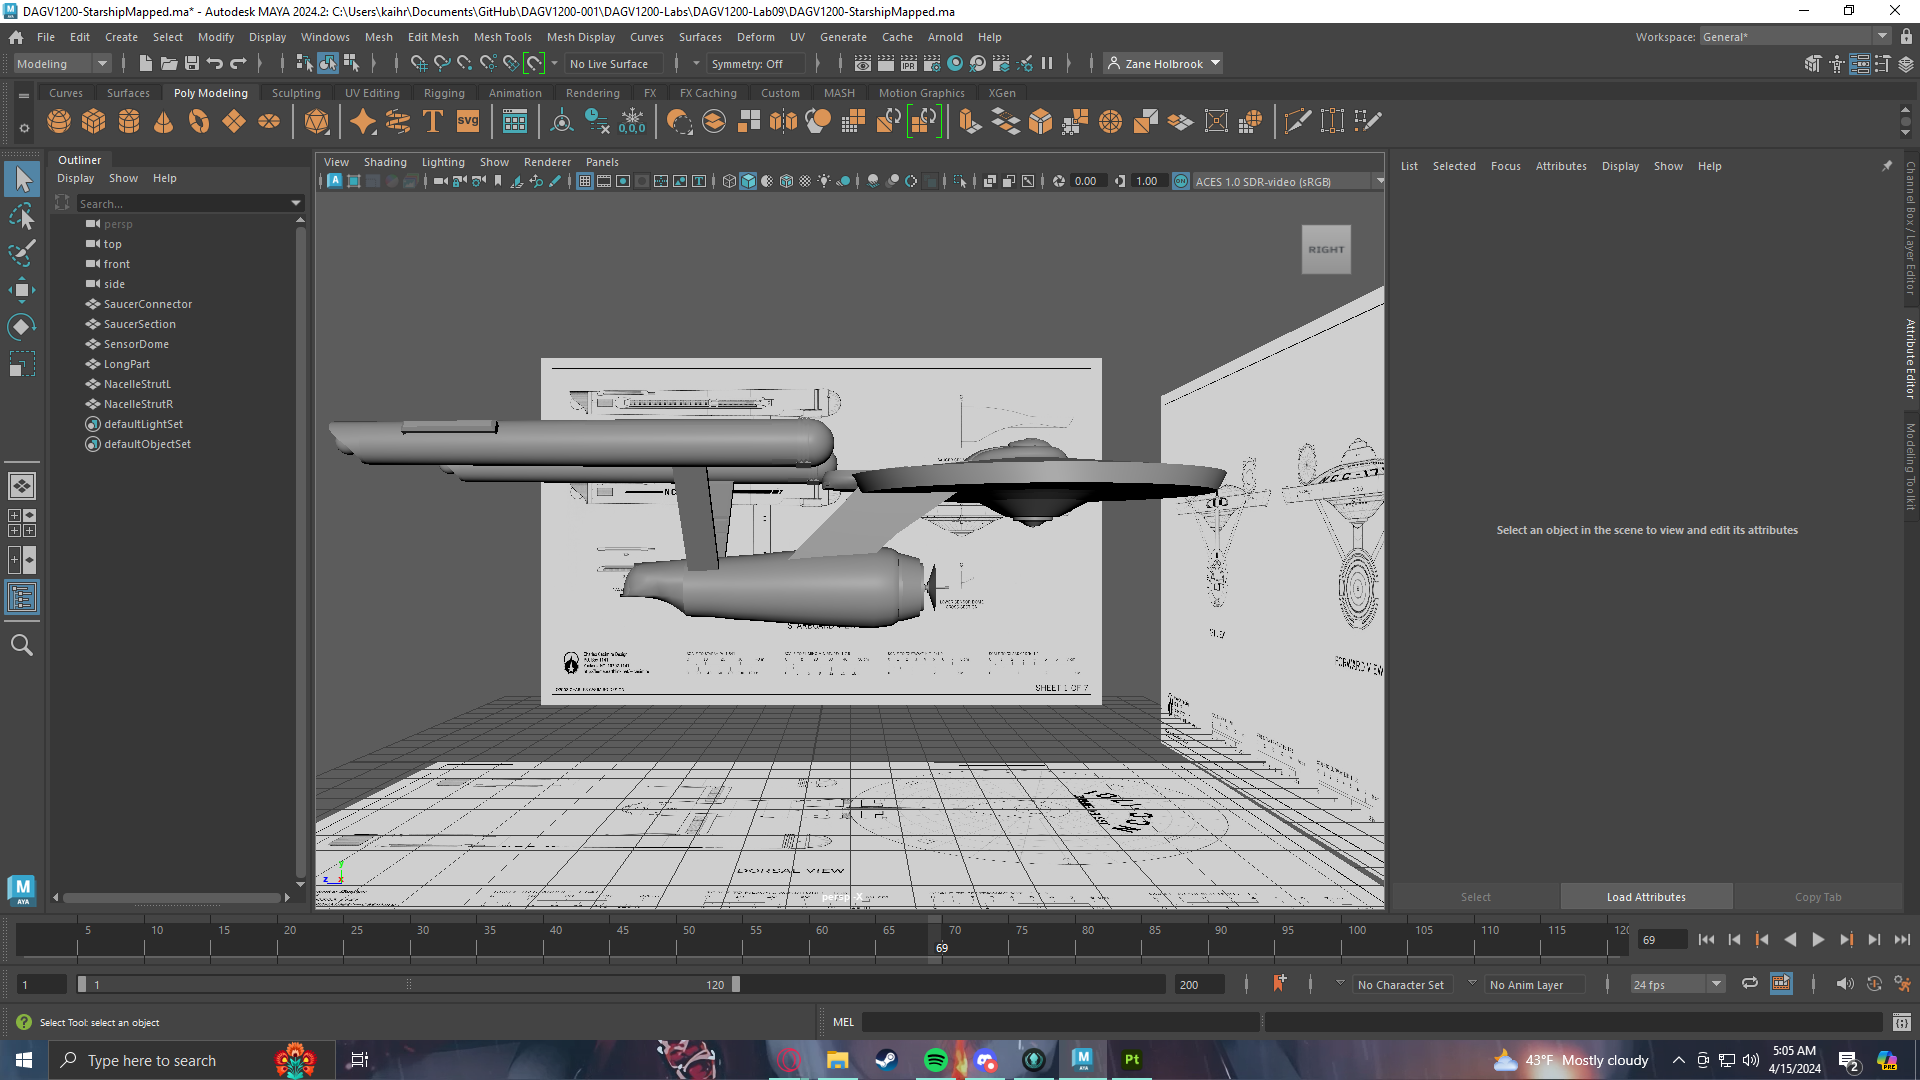 DAGV1200-StarshipMapped.ma* - Autodesk MAYA 2024.2: C:\Users\kaihr\Documents\GitHub\DAGV1200-001\DAGV1200-Labs\DAGV1200-Lab09\DAGV1200-StarshipMapped.ma
File Edit Create Select Modify Display Windows Mesh Edit Mesh Mesh Tools Mesh Display Curves Surfaces Deform UV Generate Cache Arnold Help
Workspace: General*
Modeling No Live Surface Symmetry: Off Zane Holbrook
Curves Surfaces Poly Modeling Sculpting UV Editing Rigging Animation Rendering FX FX Caching Custom MASH Motion Graphics XGen
svg
0,0,0
Outliner
Display Show Help
Search...
persp
top
front
side
SaucerConnector
SaucerSection
SensorDome
LongPart
NacelleStrutL
NacelleStrutR
defaultLightSet
defaultObjectSet
View Shading Lighting Show Renderer Panels
0.00 1.00 ACES 1.0 SDR-video (sRGB)
RIGHT
SHEET 1 OF 7
FORWARD VIEW
DORSAL VIEW
persp -X
List Selected Focus Attributes Display Show Help
Select an object in the scene to view and edit its attributes
Select Load Attributes Copy Tab
Channel Box / Layer Editor
Attribute Editor
Modeling Toolkit
5 10 15 20 25 30 35 40 45 50 55 60 65 70 75 80 85 90 95 100 105 110 115 120
69
69
1 1 120 200 No Character Set No Anim Layer 24 fps
Select Tool: select an object
MEL
Type here to search
43°F Mostly cloudy
5:05 AM
4/15/2024
2